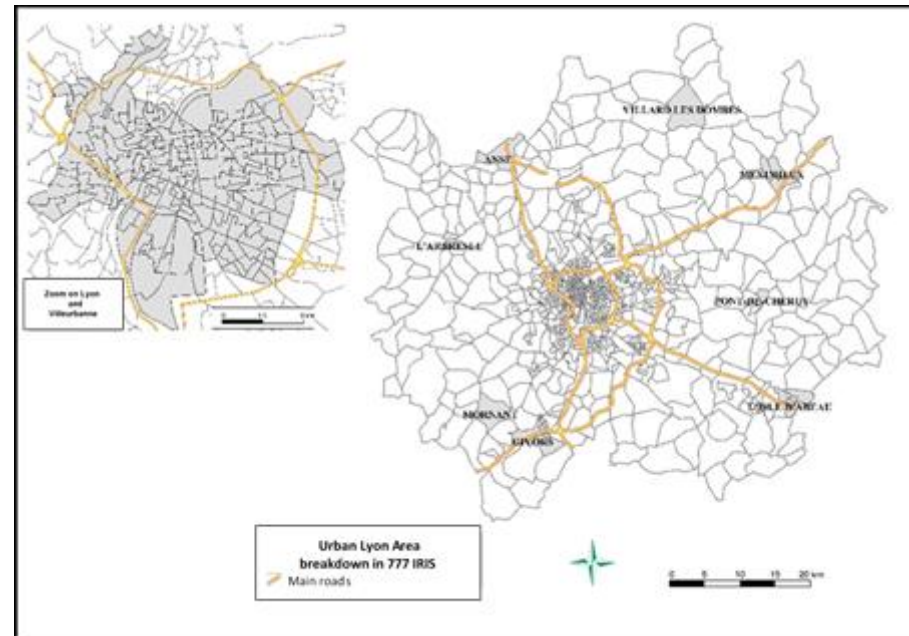 Zoom on Lyon
and
Villeurbanne
VILLARD LES DOMBES
ANSE
MEXIMIEUX
L'ARBRESLE
PONT-DE-CHERUY
L'ISLE D'ABEAU
MORNANT
GIVORS
Urban Lyon Area
breakdown in 777 IRIS
Main roads
0 5 10 15 20 km